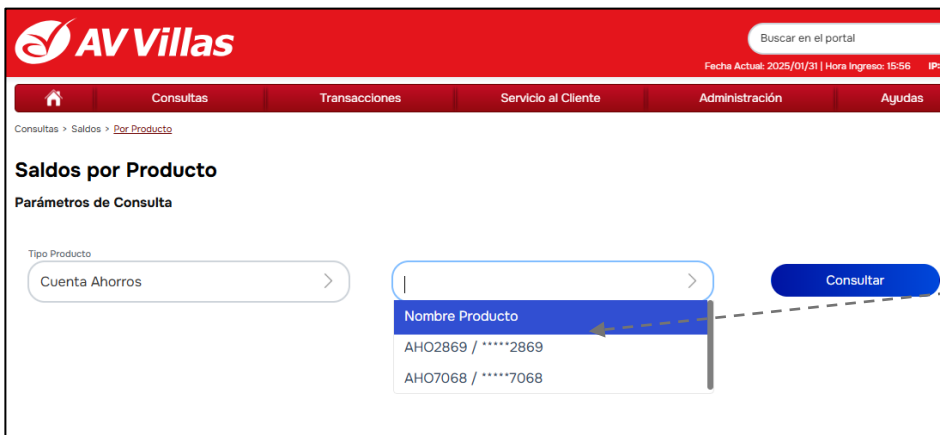 AV Villas
Buscar en el portal
Fecha Actual: 2025/01/31 | Hora Ingreso: 15:56 IP:
Consultas Transacciones Servicio al Cliente Administración Ayudas
Consultas > Saldos > Por Producto
Saldos por Producto
Parámetros de Consulta
Tipo Producto
Cuenta Ahorros Consultar
Nombre Producto
AHO2869 / *****2869
AHO7068 / *****7068